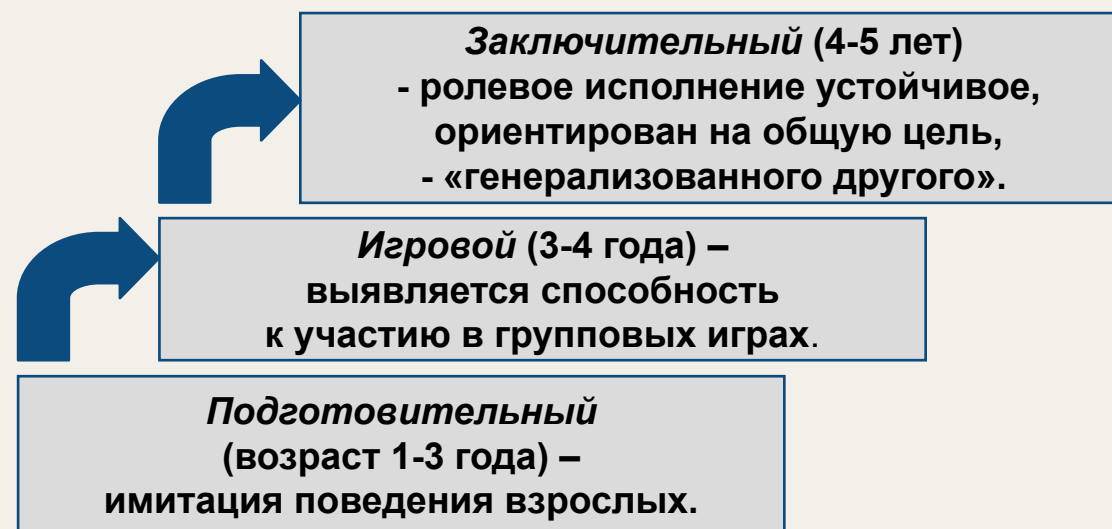 Заключительный (4-5 лет)
- ролевое исполнение устойчивое,
ориентирован на общую цель,
- «генерализованного другого».
Игровой (3-4 года) –
выявляется способность
к участию в групповых играх.
Подготовительный
(возраст 1-3 года) –
имитация поведения взрослых.